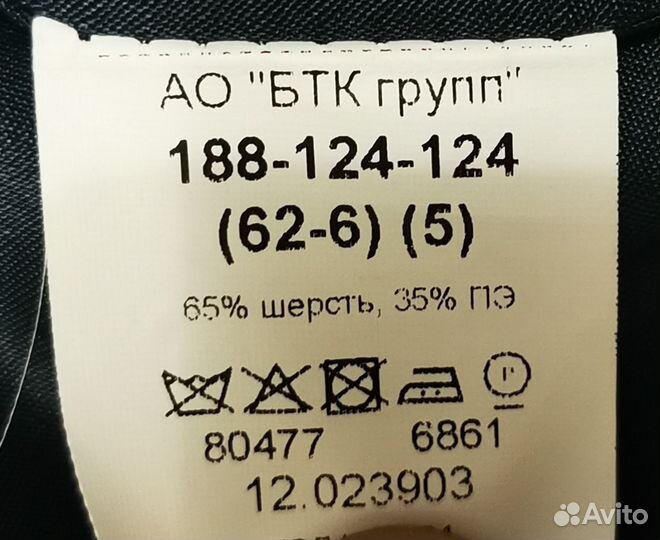 АО "БТК групп"
188-124-124
(62-6) (5)
65% шерсть, 35% ПЭ
P
80477 6861
12.023903
Avito